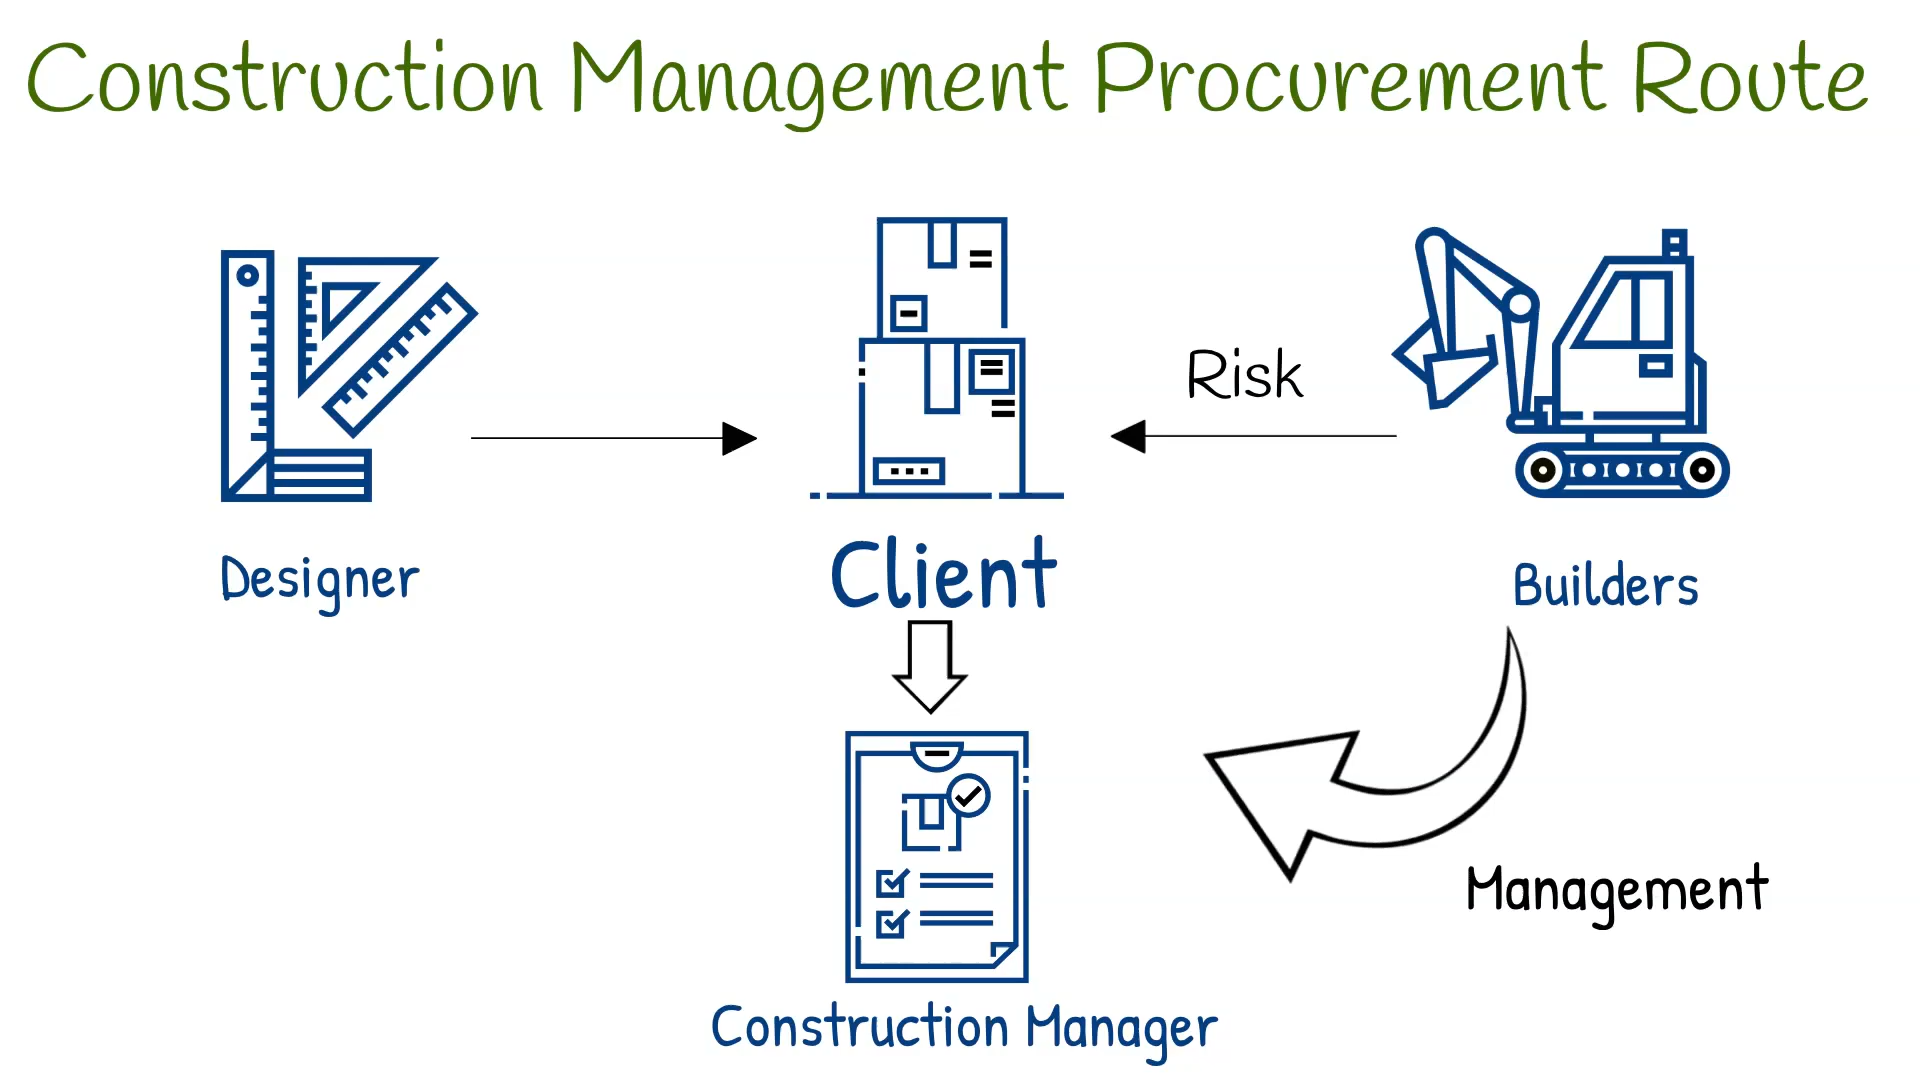 Construction Management Procurement Route
Risk
Designer
Client
Builders
Management
Construction Manager